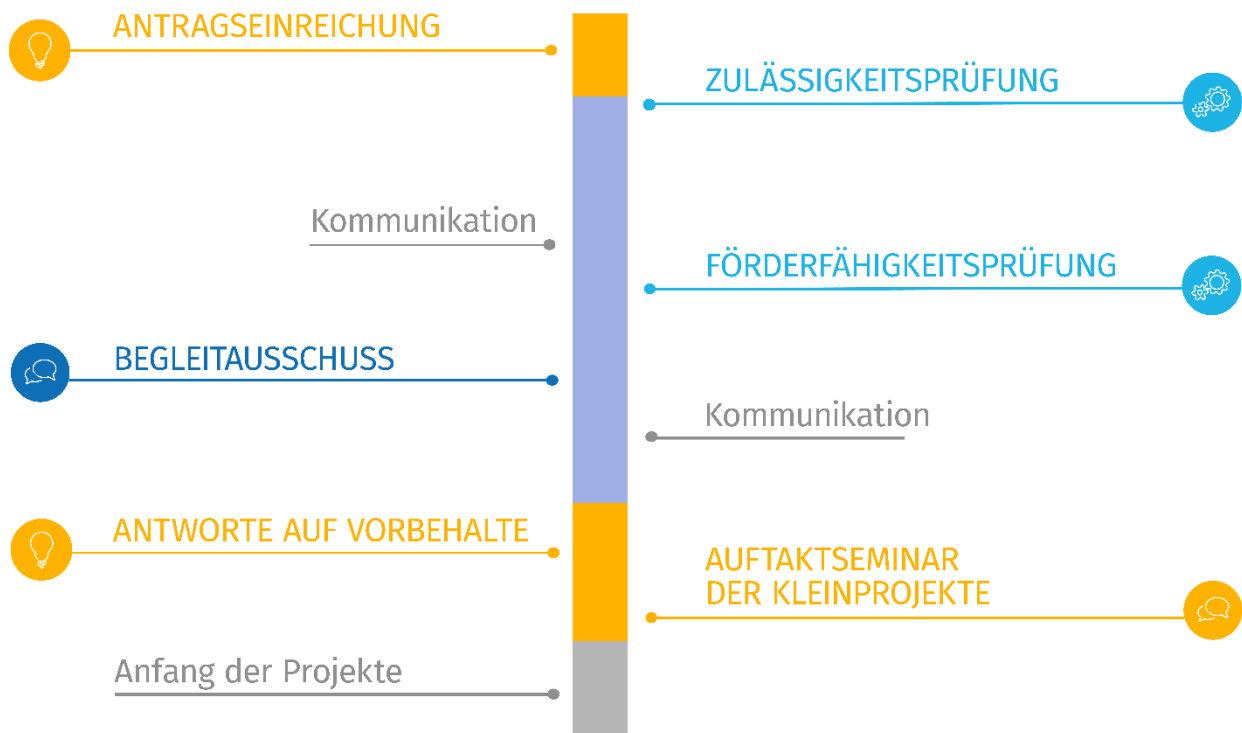 ANTRAGSEINREICHUNG
ZULÄSSIGKEITSPRÜFUNG
Kommunikation
FÖRDERFÄHIGKEITSPRÜFUNG
BEGLEITAUSSCHUSS
Kommunikation
ANTWORTE AUF VORBEHALTE
AUFTAKTSEMINAR
DER KLEINPROJEKTE
Anfang der Projekte